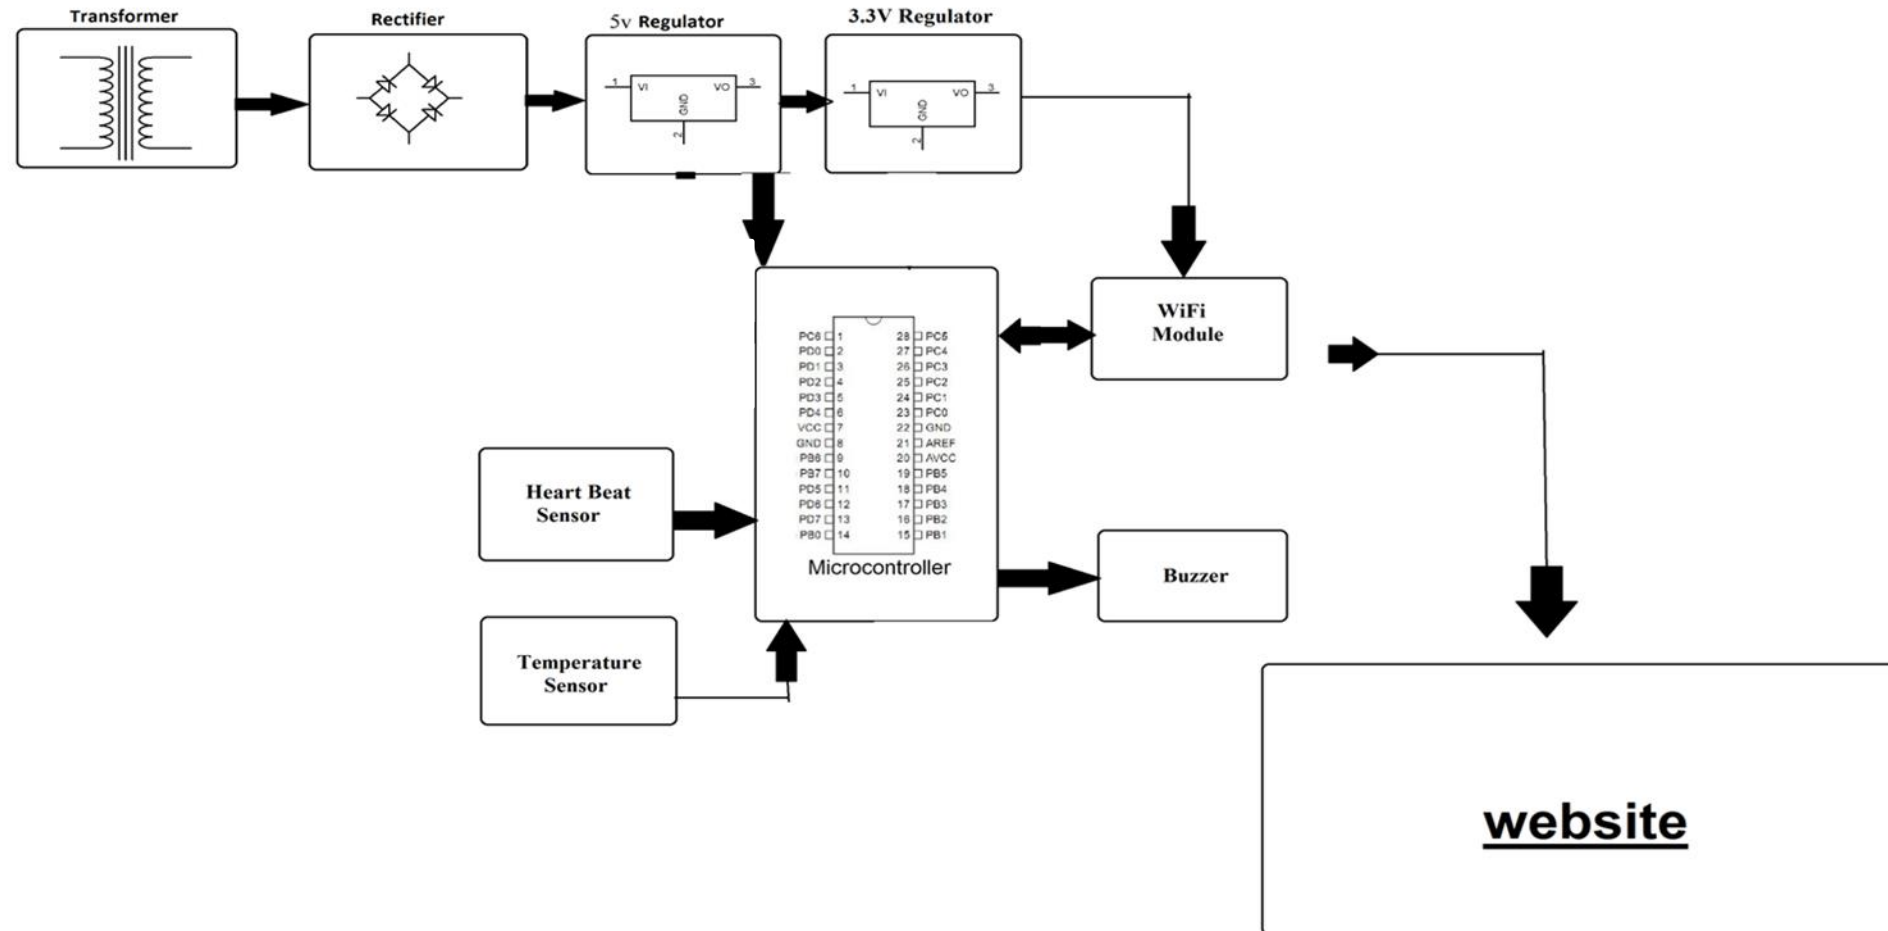 Transformer
Rectifier
5v Regulator
3.3V Regulator
1 VI VO 3
GND
2
1 VI VO 3
GND
2
WiFi
Module
PC6 1 28 PC5
PD0 2 27 PC4
PD1 3 26 PC3
PD2 4 25 PC2
PD3 5 24 PC1
PD4 6 23 PC0
VCC 7 22 GND
GND 8 21 AREF
PB6 9 20 AVCC
PB7 10 19 PB5
PD5 11 18 PB4
PD6 12 17 PB3
PD7 13 16 PB2
PB0 14 15 PB1
Microcontroller
Heart Beat
Sensor
Buzzer
Temperature
Sensor
website